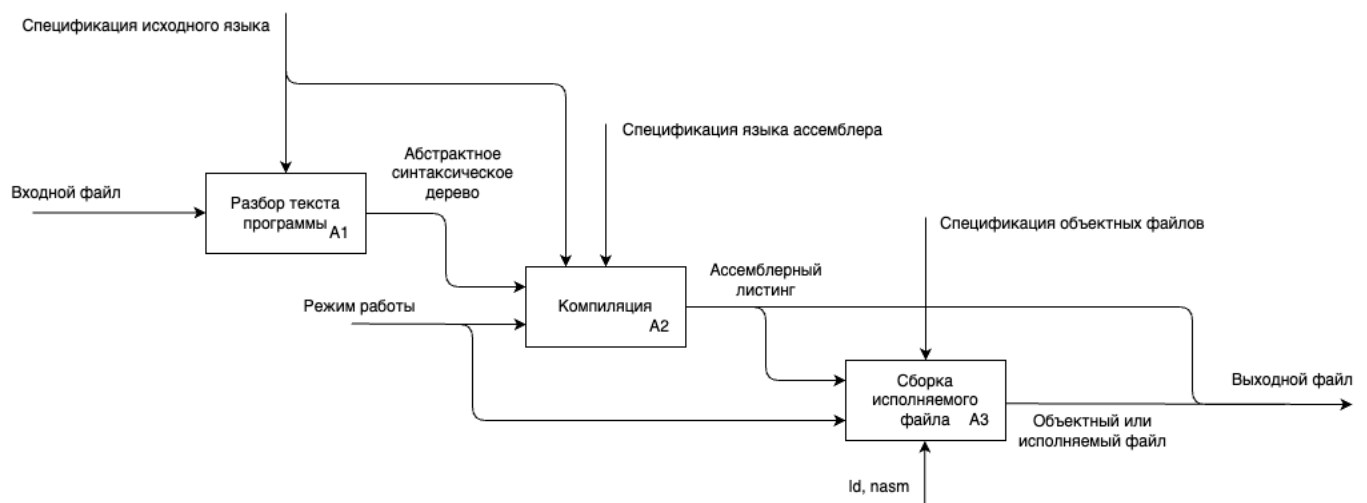 Спецификация исходного языка
Спецификация языка ассемблера
Абстрактное
синтаксическое
дерево
Входной файл
Разбор текста
программы
A1
Спецификация объектных файлов
Ассемблерный
листинг
Режим работы
Компиляция
A2
Сборка
исполняемого
файла
A3
Выходной файл
Объектный или
исполняемый файл
ld, nasm